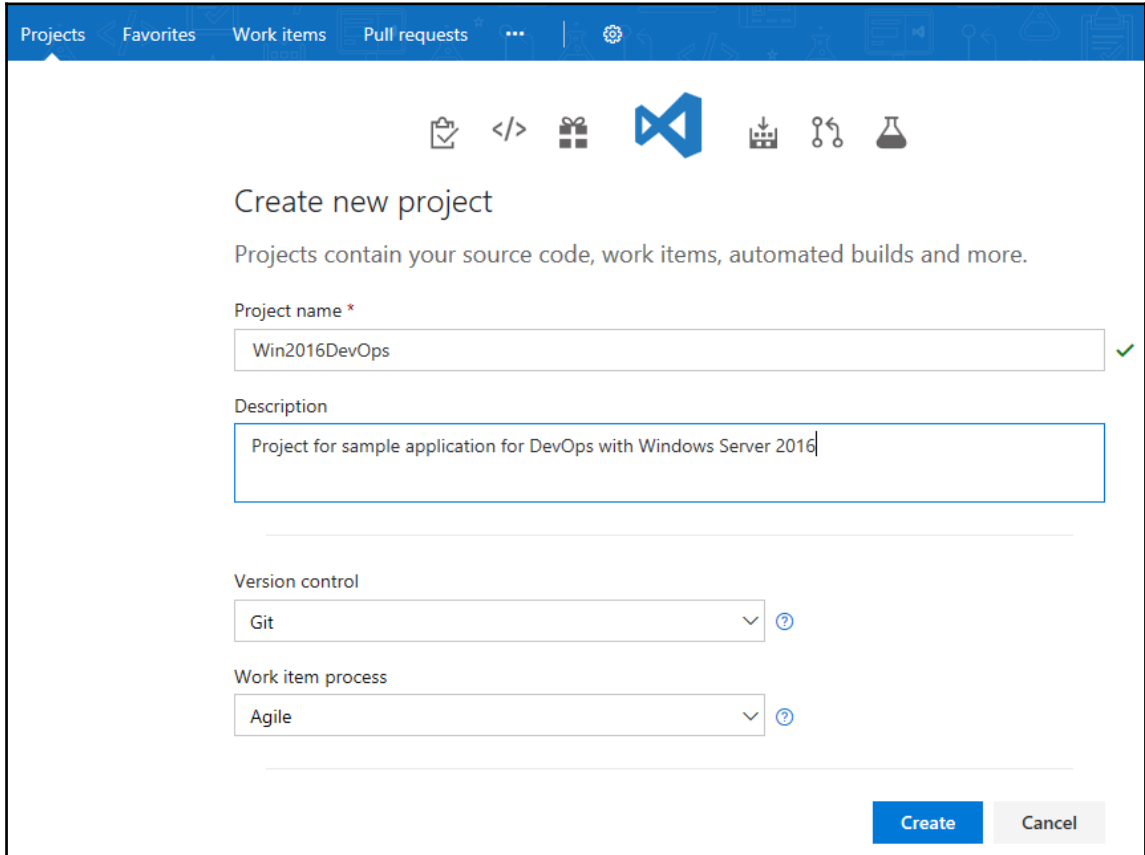 Projects Favorites Work items Pull requests ...
</> 
Create new project
Projects contain your source code, work items, automated builds and more.
Project name *
Win2016DevOps
Description
Project for sample application for DevOps with Windows Server 2016
Version control
Git
?
Work item process
Agile
?
Create Cancel